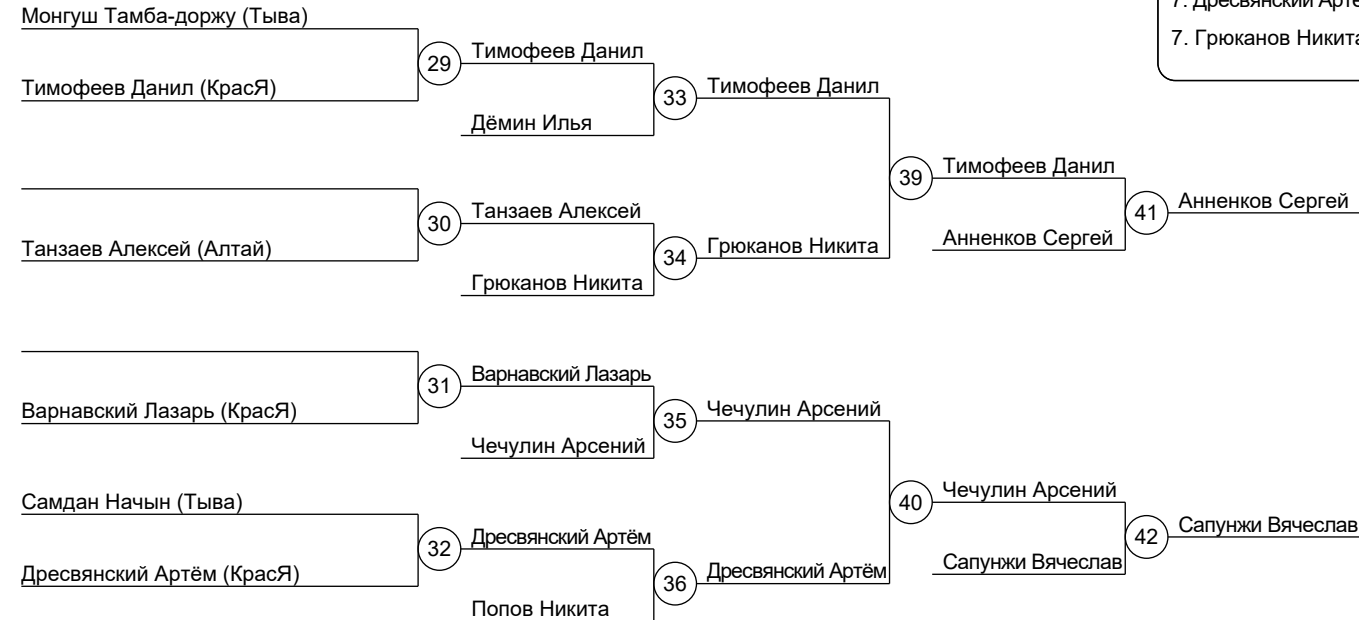 7. Дресвянский Артё
7. Грюканов Никита
Монгуш Тамба-доржу (Тыва)
29
Тимофеев Данил
Тимофеев Данил (КрасЯ)
33
Тимофеев Данил
Дёмин Илья
39
Тимофеев Данил
30
Танзаев Алексей
Танзаев Алексей (Алтай)
34
Грюканов Никита
Грюканов Никита
41
Анненков Сергей
Анненков Сергей
31
Варнавский Лазарь
Варнавский Лазарь (КрасЯ)
35
Чечулин Арсений
Чечулин Арсений
40
Чечулин Арсений
Самдан Начын (Тыва)
32
Дресвянский Артём
Дресвянский Артём (КрасЯ)
36
Дресвянский Артём
Попов Никита
42
Сапунжи Вячеслав
Сапунжи Вячеслав